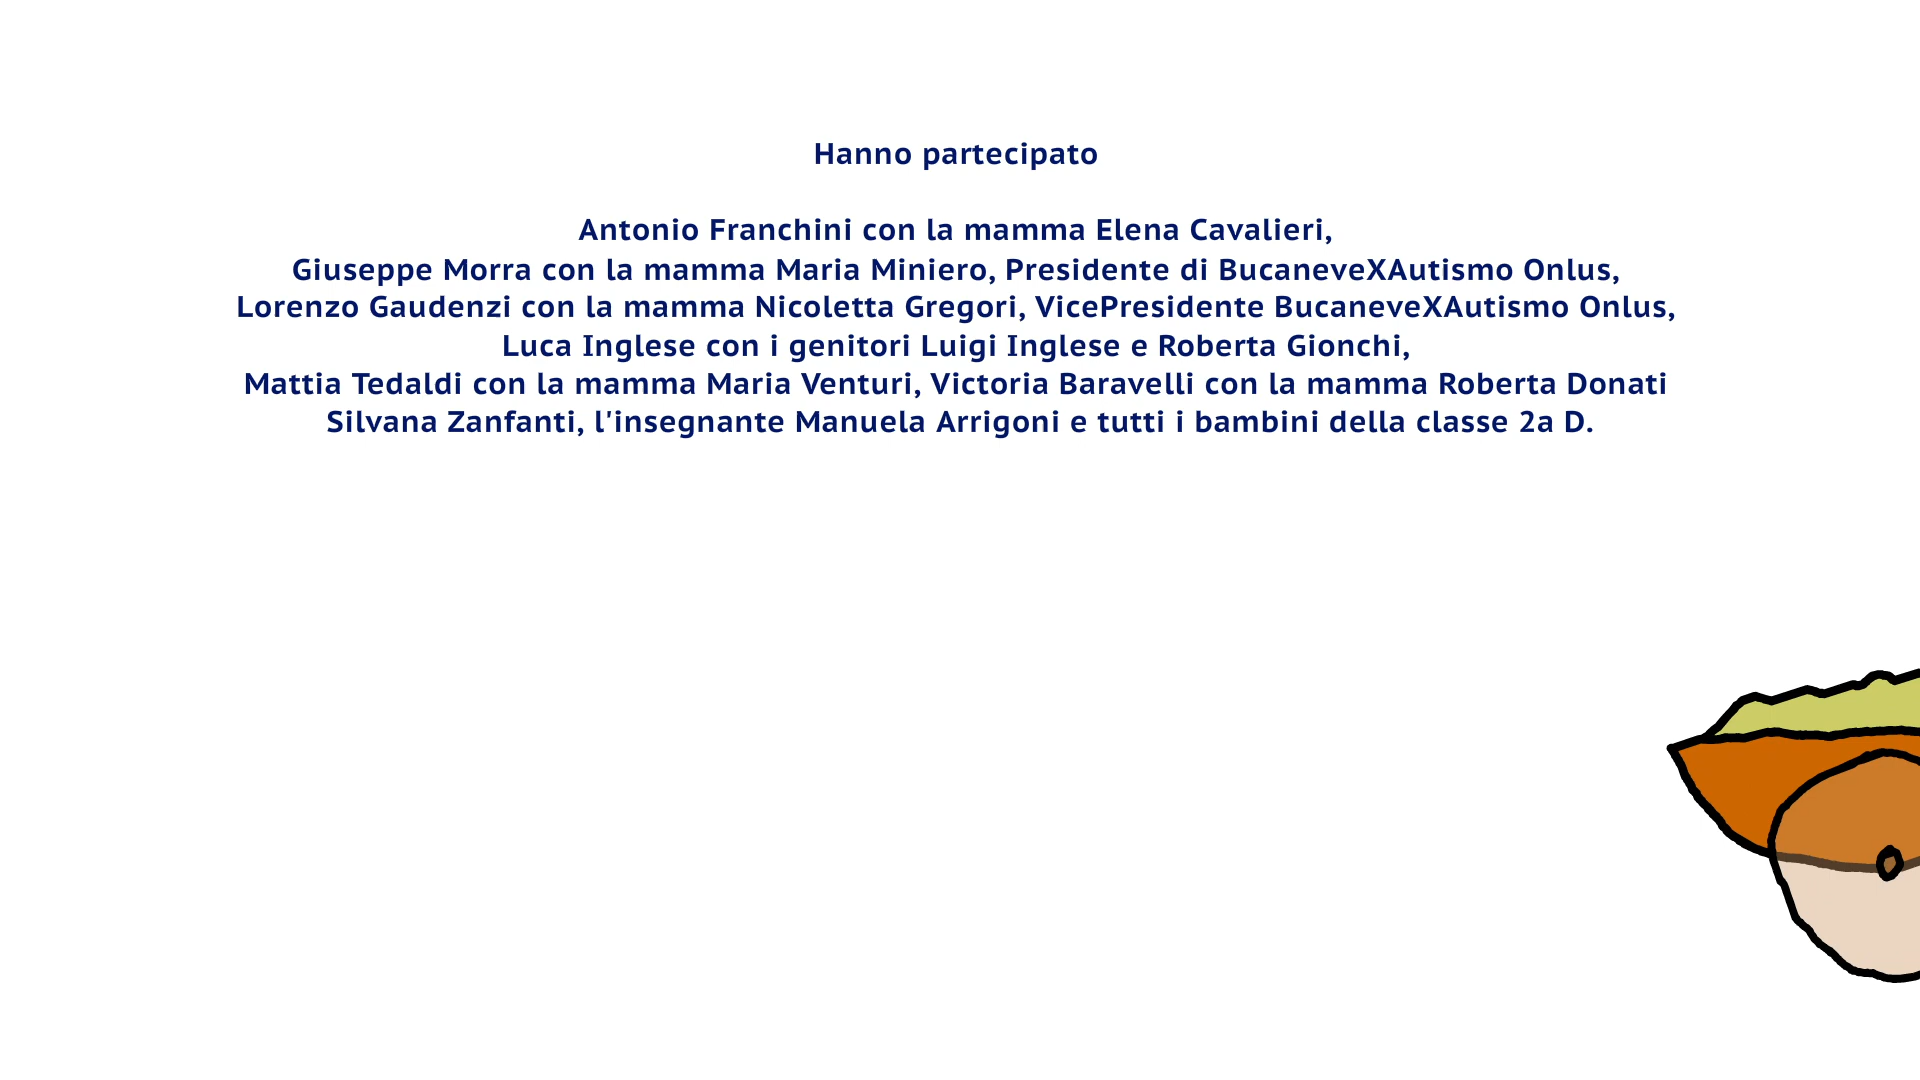 Hanno partecipato
Antonio Franchini con la mamma Elena Cavalieri,
Giuseppe Morra con la mamma Maria Miniero, Presidente di BucaneveXAutismo Onlus,
Lorenzo Gaudenzi con la mamma Nicoletta Gregori, VicePresidente BucaneveXAutismo Onlus,
Luca Inglese con i genitori Luigi Inglese e Roberta Gionchi,
Mattia Tedaldi con la mamma Maria Venturi, Victoria Baravelli con la mamma Roberta Donati
Silvana Zanfanti, l'insegnante Manuela Arrigoni e tutti i bambini della classe 2a D.